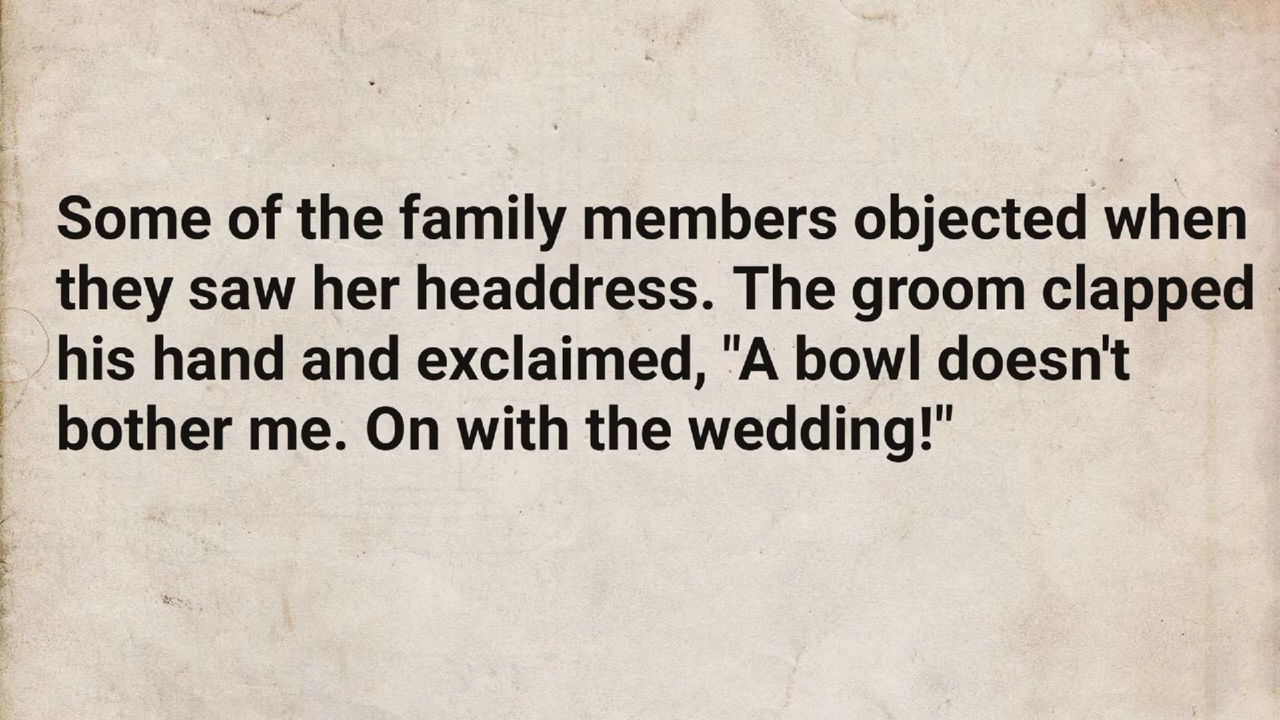 Some of the family members objected when
they saw her headdress. The groom clapped
his hand and exclaimed, "A bowl doesn't
bother me. On with the wedding!"